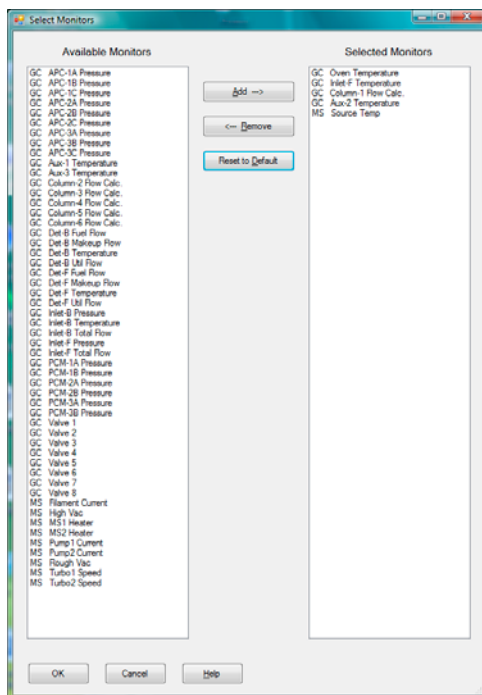 Select Monitors
Available Monitors
GC APC-1A Pressure
GC APC-1B Pressure
GC APC-1C Pressure
GC APC-2A Pressure
GC APC-2B Pressure
GC APC-2C Pressure
GC APC-3A Pressure
GC APC-3B Pressure
GC APC-3C Pressure
GC Aux-1 Temperature
GC Aux-3 Temperature
GC Column-2 Flow Calc.
GC Column-3 Flow Calc.
GC Column-4 Flow Calc.
GC Column-5 Flow Calc.
GC Column-6 Flow Calc.
GC Det-B Fuel Flow
GC Det-B Makeup Flow
GC Det-B Temperature
GC Det-B Util Flow
GC Det-F Fuel Flow
GC Det-F Makeup Flow
GC Det-F Temperature
GC Det-F Util Flow
GC Inlet-B Pressure
GC Inlet-B Temperature
GC Inlet-B Total Flow
GC Inlet-F Pressure
GC Inlet-F Total Flow
GC PCM-1A Pressure
GC PCM-1B Pressure
GC PCM-2A Pressure
GC PCM-2B Pressure
GC PCM-3A Pressure
GC PCM-3B Pressure
GC Valve 1
GC Valve 2
GC Valve 3
GC Valve 4
GC Valve 5
GC Valve 6
GC Valve 7
GC Valve 8
MS Filament Current
MS High Vac
MS MS1 Heater
MS MS2 Heater
MS Pump1 Current
MS Pump2 Current
MS Rough Vac
MS Turbo1 Speed
MS Turbo2 Speed
Add -->
<-- Remove
Reset to Default
Selected Monitors
GC Oven Temperature
GC Inlet-F Temperature
GC Column-1 Flow Calc.
GC Aux-2 Temperature
MS Source Temp
OK
Cancel
Help